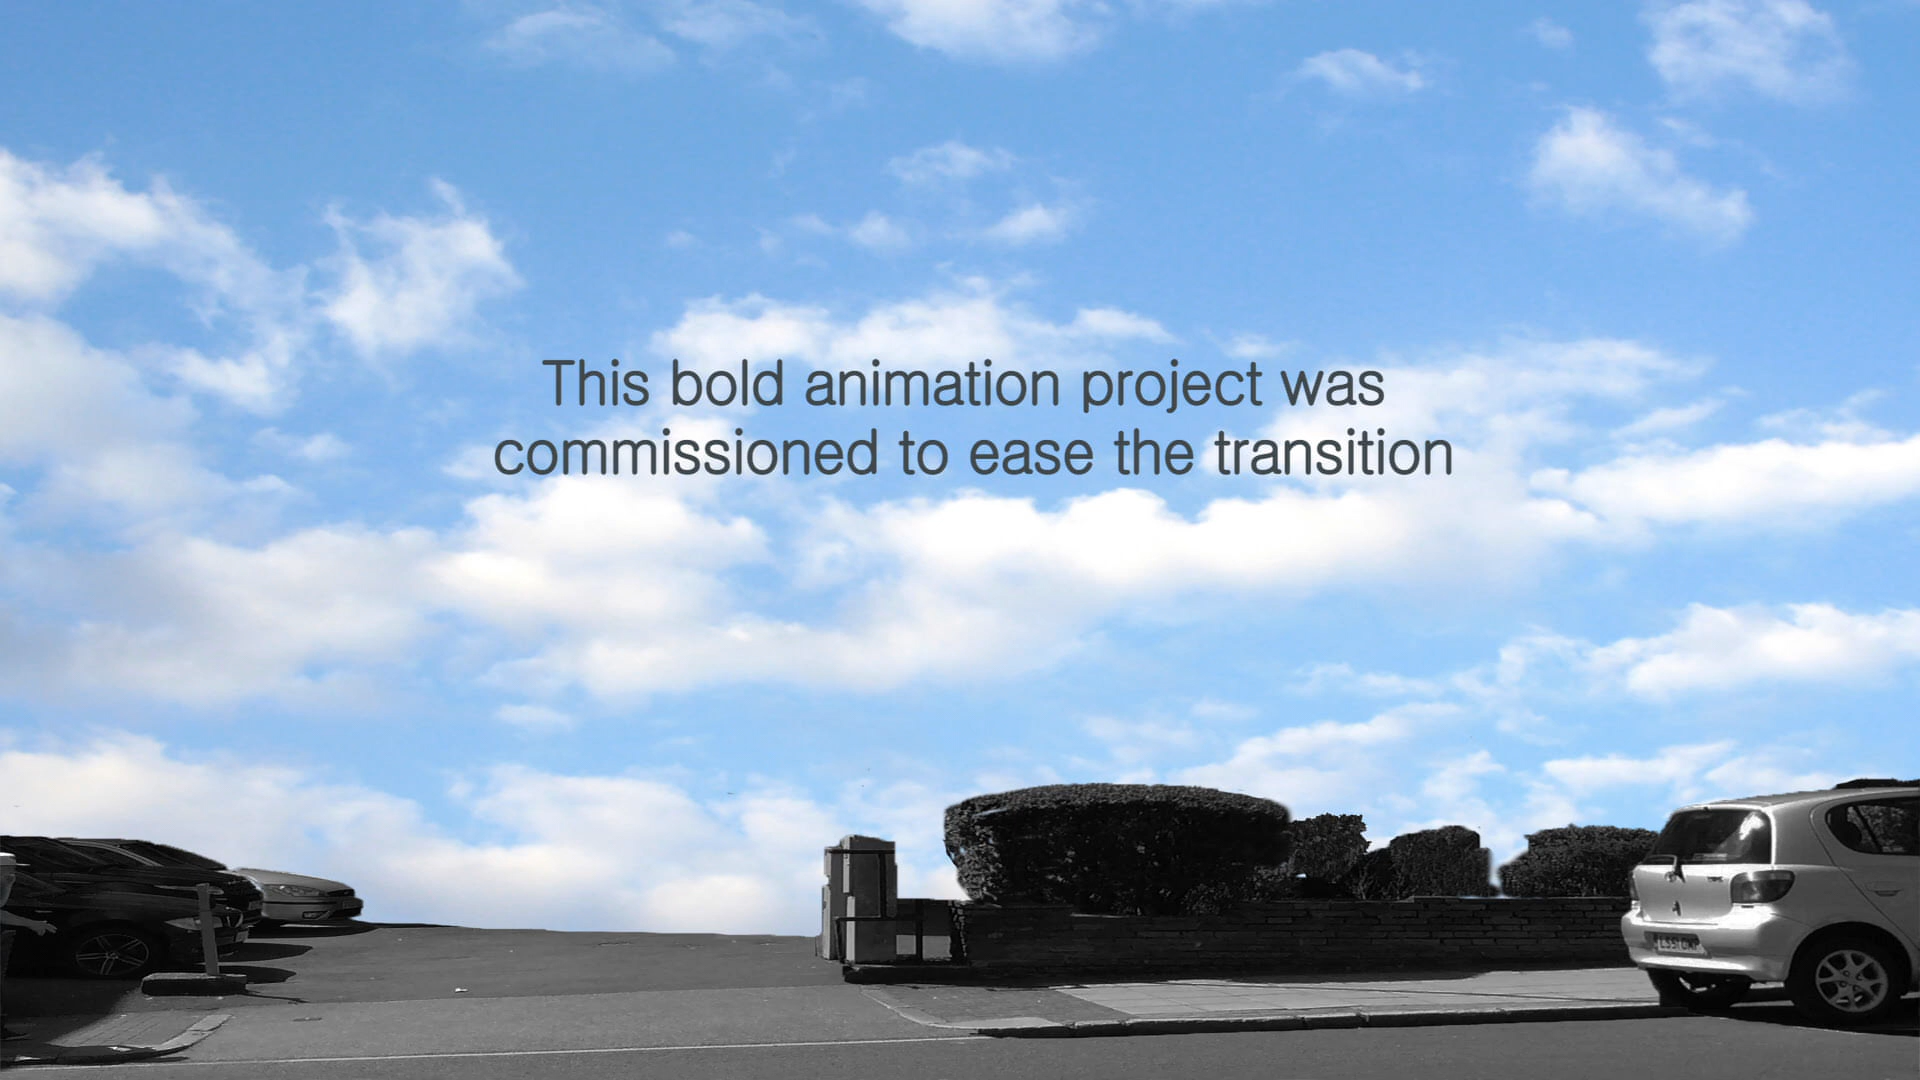 This bold animation project was
commissioned to ease the transition